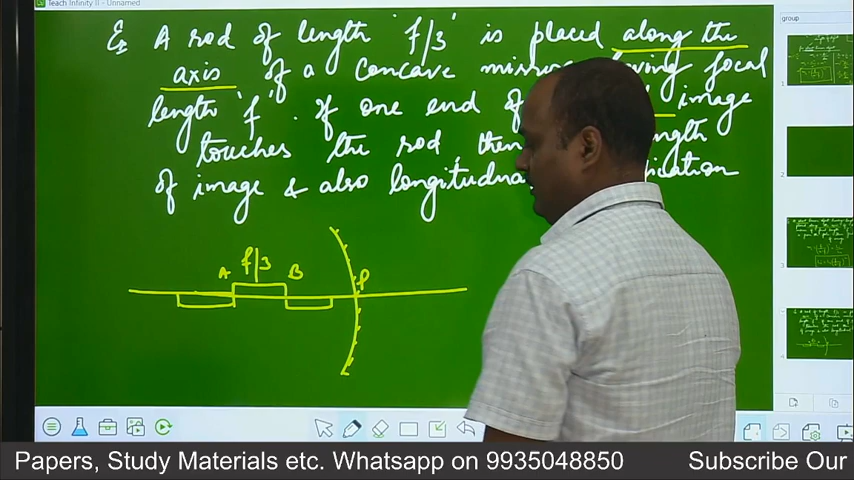 Teach Infinity II - Unnamed
group
Ex A rod of length 'f/3' is placed along the
axis of a concave mirror having focal
length 'f'. If one end of image
touches the rod, then length
of image & also longitudinal
A f/3 B P
Papers, Study Materials etc. Whatsapp on 9935048850 Subscribe Our